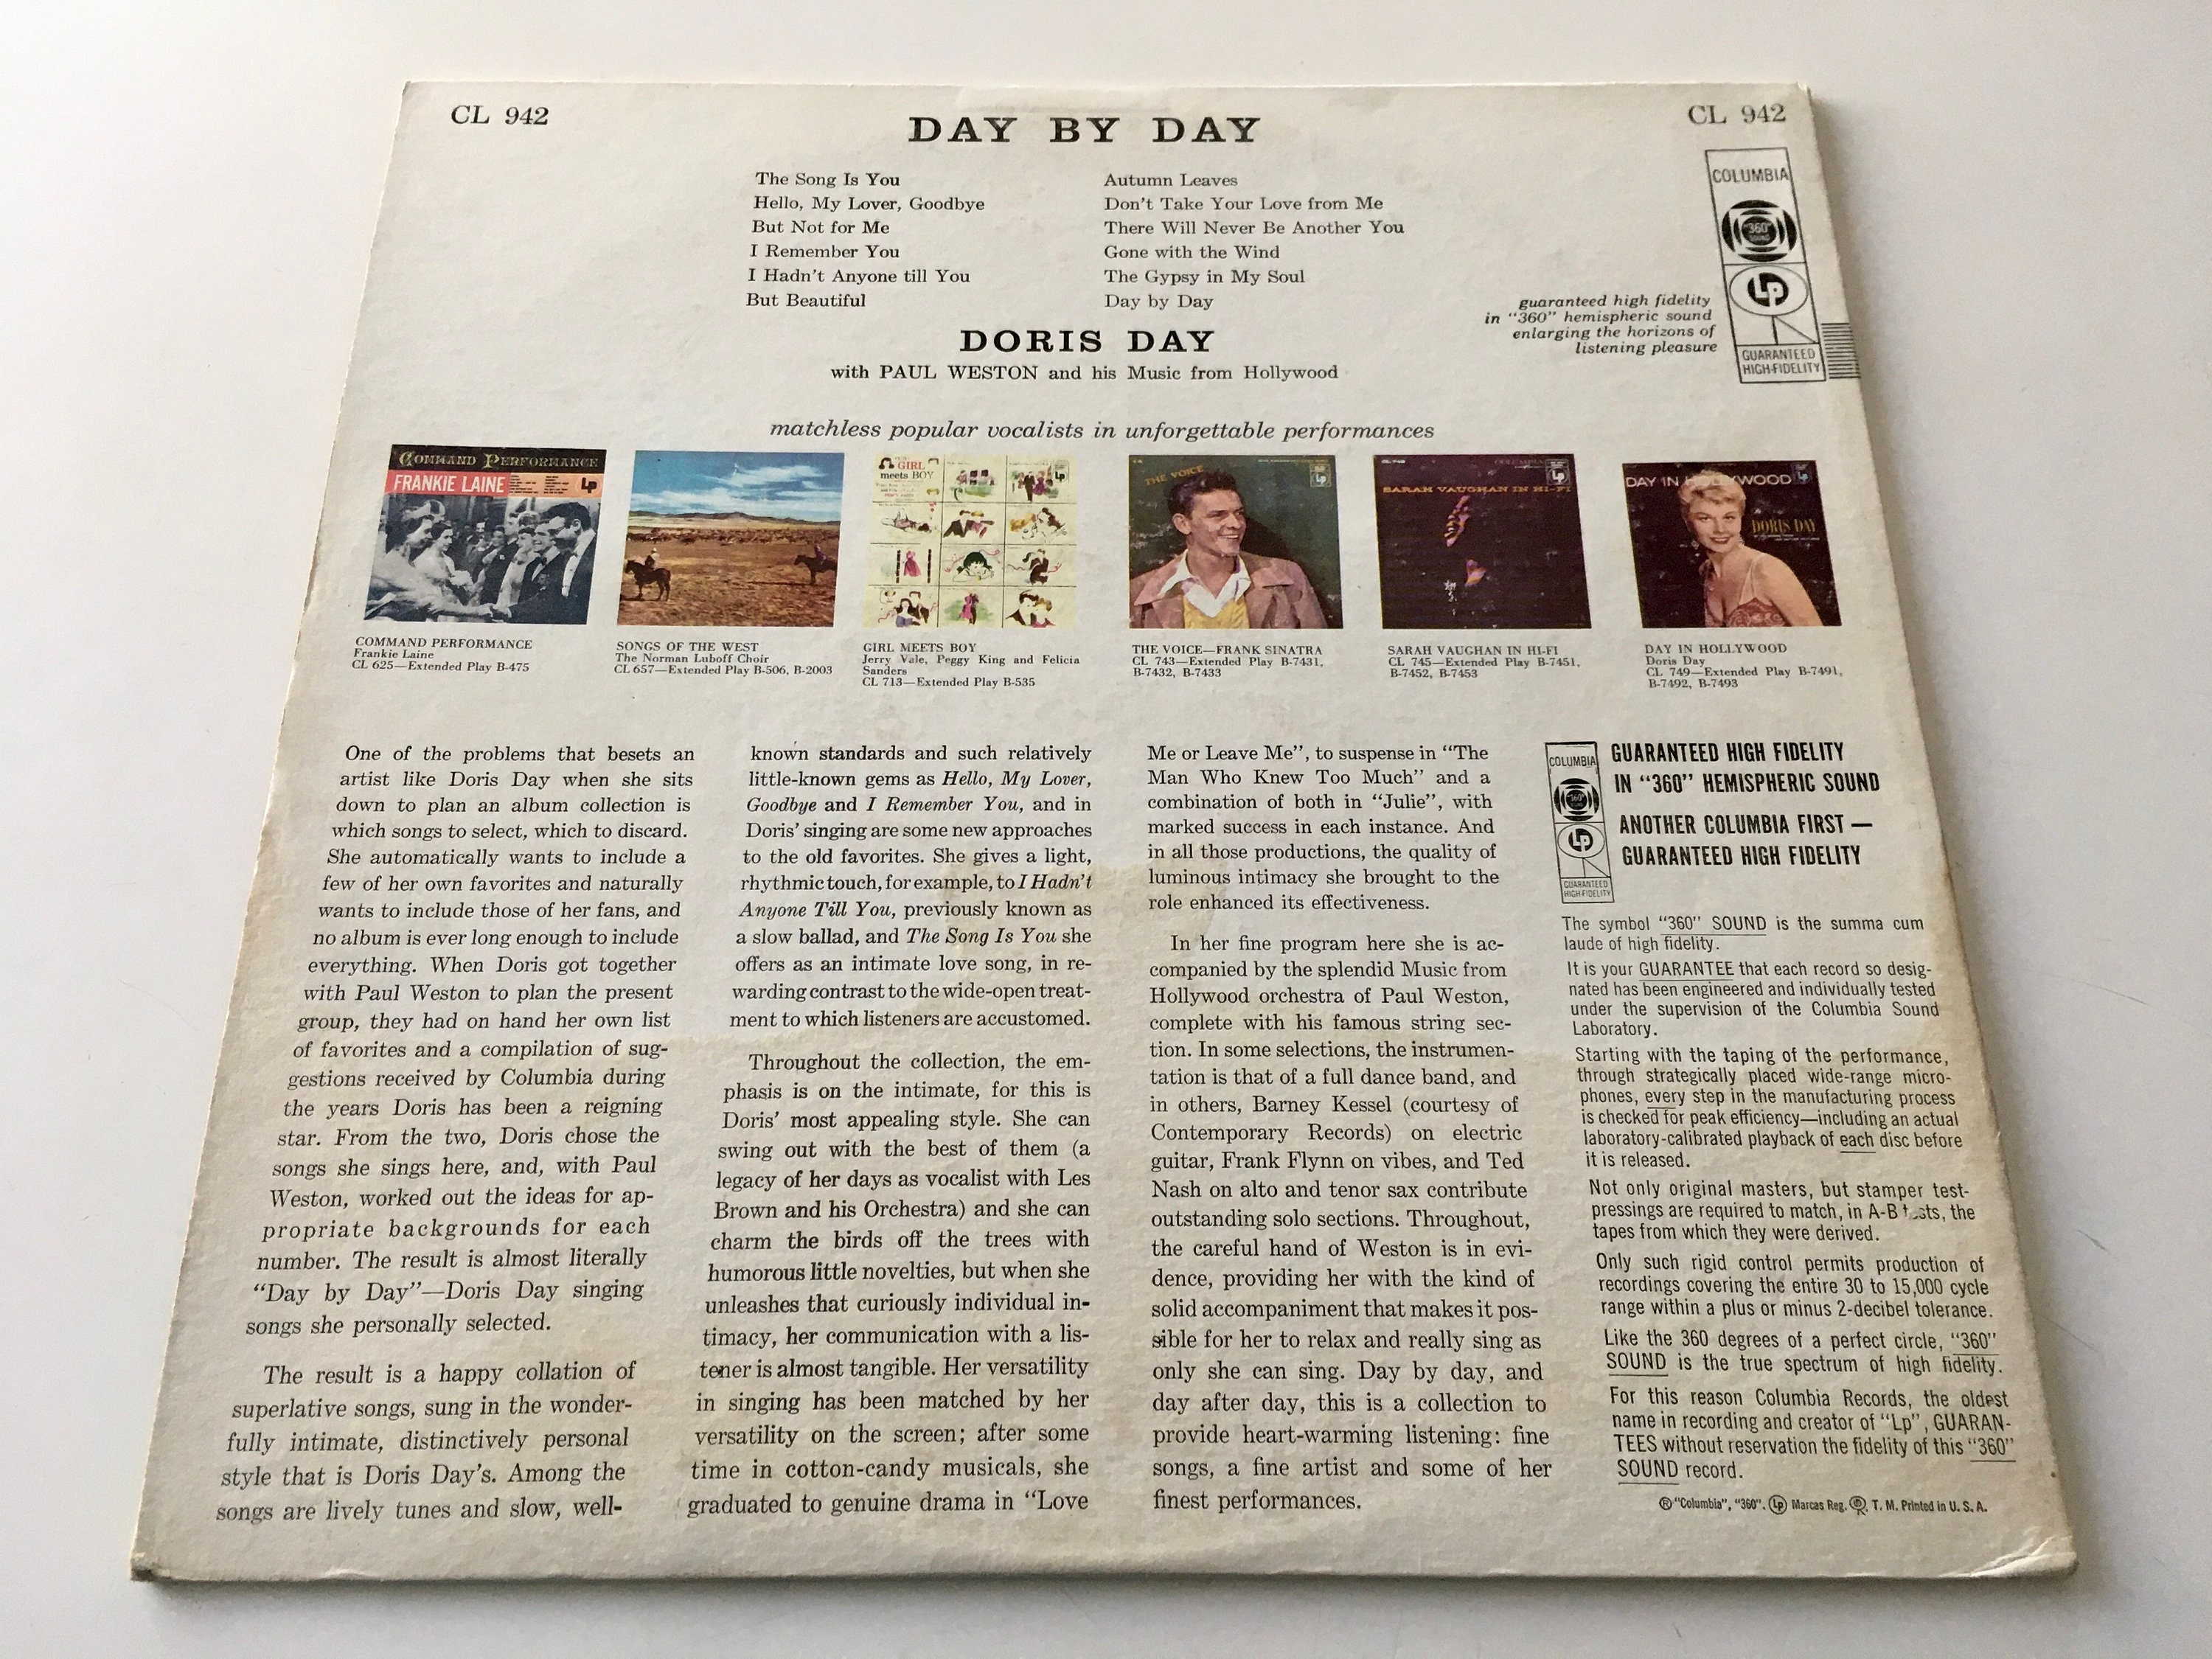 CL 942
DAY BY DAY
CL 942
The Song Is You
Hello, My Lover, Goodbye
But Not for Me
I Remember You
I Hadn't Anyone till You
But Beautiful
Autumn Leaves
Don't Take Your Love from Me
There Will Never Be Another You
Gone with the Wind
The Gypsy in My Soul
Day by Day
DORIS DAY
with PAUL WESTON and his Music from Hollywood
guaranteed high fidelity
in "360" hemispheric sound
enlarging the horizons of
listening pleasure
COLUMBIA
"360"
SOUND
Lp
GUARANTEED
HIGH-FIDELITY
matchless popular vocalists in unforgettable performances
COMMAND PERFORMANCE
FRANKIE LAINE
Lp
GIRL
meets BOY
THE VOICE
SARAH VAUGHAN IN HI-FI
DAY IN HOLLYWOOD
DORIS DAY
COMMAND PERFORMANCE
Frankie Laine
CL 625—Extended Play B-475
SONGS OF THE WEST
The Norman Luboff Choir
CL 657—Extended Play B-506, B-2003
GIRL MEETS BOY
Jerry Vale, Peggy King and Felicia
Sanders
CL 713—Extended Play B-535
THE VOICE—FRANK SINATRA
CL 743—Extended Play B-7431,
B-7432, B-7433
SARAH VAUGHAN IN HI-FI
CL 745—Extended Play B-7451,
B-7452, B-7453
DAY IN HOLLYWOOD
Doris Day
CL 749—Extended Play B-7491,
B-7492, B-7493
One of the problems that besets an
artist like Doris Day when she sits
down to plan an album collection is
which songs to select, which to discard.
She automatically wants to include a
few of her own favorites and naturally
wants to include those of her fans, and
no album is ever long enough to include
everything. When Doris got together
with Paul Weston to plan the present
group, they had on hand her own list
of favorites and a compilation of sug-
gestions received by Columbia during
the years Doris has been a reigning
star. From the two, Doris chose the
songs she sings here, and, with Paul
Weston, worked out the ideas for ap-
propriate backgrounds for each
number. The result is almost literally
"Day by Day"—Doris Day singing
songs she personally selected.
The result is a happy collation of
superlative songs, sung in the wonder-
fully intimate, distinctively personal
style that is Doris Day's. Among the
songs are lively tunes and slow, well-
known standards and such relatively
little-known gems as Hello, My Lover,
Goodbye and I Remember You, and in
Doris' singing are some new approaches
to the old favorites. She gives a light,
rhythmic touch, for example, to I Hadn't
Anyone Till You, previously known as
a slow ballad, and The Song Is You she
offers as an intimate love song, in re-
warding contrast to the wide-open treat-
ment to which listeners are accustomed.
Throughout the collection, the em-
phasis is on the intimate, for this is
Doris' most appealing style. She can
swing out with the best of them (a
legacy of her days as vocalist with Les
Brown and his Orchestra) and she can
charm the birds off the trees with
humorous little novelties, but when she
unleashes that curiously individual in-
timacy, her communication with a lis-
tener is almost tangible. Her versatility
in singing has been matched by her
versatility on the screen; after some
time in cotton-candy musicals, she
graduated to genuine drama in "Love
Me or Leave Me", to suspense in "The
Man Who Knew Too Much" and a
combination of both in "Julie", with
marked success in each instance. And
in all those productions, the quality of
luminous intimacy she brought to the
role enhanced its effectiveness.
In her fine program here she is ac-
companied by the splendid Music from
Hollywood orchestra of Paul Weston,
complete with his famous string sec-
tion. In some selections, the instrumen-
tation is that of a full dance band, and
in others, Barney Kessel (courtesy of
Contemporary Records) on electric
guitar, Frank Flynn on vibes, and Ted
Nash on alto and tenor sax contribute
outstanding solo sections. Throughout,
the careful hand of Weston is in evi-
dence, providing her with the kind of
solid accompaniment that makes it pos-
sible for her to relax and really sing as
only she can sing. Day by day, and
day after day, this is a collection to
provide heart-warming listening: fine
songs, a fine artist and some of her
finest performances.
COLUMBIA
"360"
Lp
GUARANTEED
HIGH-FIDELITY
GUARANTEED HIGH FIDELITY
IN "360" HEMISPHERIC SOUND
ANOTHER COLUMBIA FIRST —
GUARANTEED HIGH FIDELITY
The symbol "360" SOUND is the summa cum
laude of high fidelity.
It is your GUARANTEE that each record so desig-
nated has been engineered and individually tested
under the supervision of the Columbia Sound
Laboratory.
Starting with the taping of the performance,
through strategically placed wide-range micro-
phones, every step in the manufacturing process
is checked for peak efficiency—including an actual
laboratory-calibrated playback of each disc before
it is released.
Not only original masters, but stamper test-
pressings are required to match, in A-B tests, the
tapes from which they were derived.
Only such rigid control permits production of
recordings covering the entire 30 to 15,000 cycle
range within a plus or minus 2-decibel tolerance.
Like the 360 degrees of a perfect circle, "360"
SOUND is the true spectrum of high fidelity.
For this reason Columbia Records, the oldest
name in recording and creator of "Lp", GUARAN-
TEES without reservation the fidelity of this "360"
SOUND record.
® "Columbia", "360", Lp Marcas Reg. T. M. Printed in U. S. A.